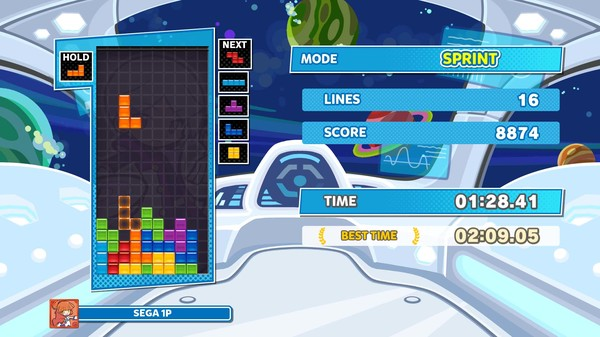 HOLD
NEXT
MODE SPRINT
LINES 16
SCORE 8874
TIME 01:28.41
BEST TIME 02:09.05
SEGA 1P